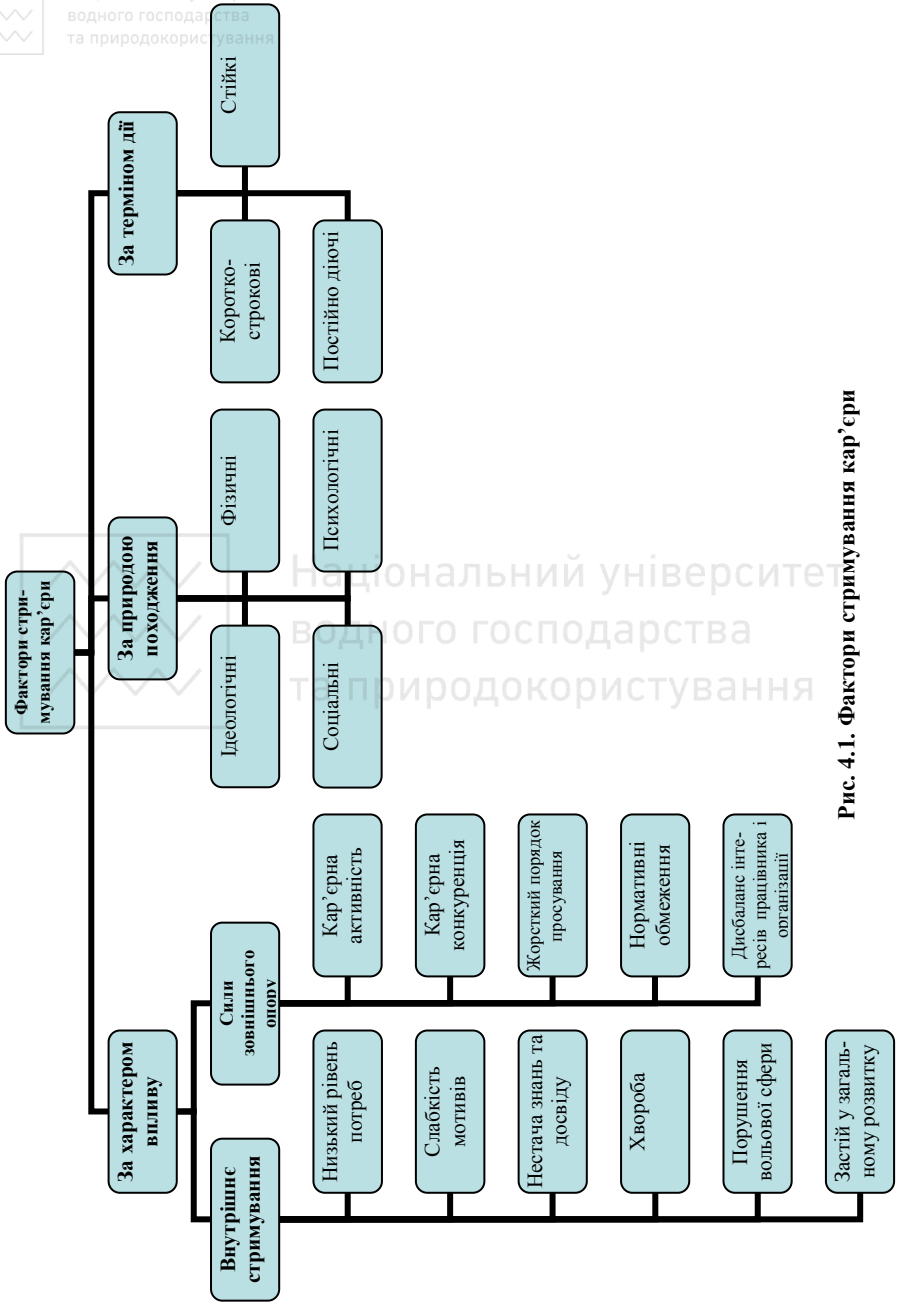 водного господарства
та природокористування
Фактори стри-
мування кар’єри
За характером
впливу
Внутрішнє
стримування
Низький рівень
потреб
Слабкість
мотивів
Нестача знань та
досвіду
Хвороба
Порушення
вольової сфери
Застій у загаль-
ному розвитку
Сили
зовнішнього
опору
Кар’єрна
активність
Кар’єрна
конкуренція
Жорсткий порядок
просування
Нормативні
обмеження
Дисбаланс інте-
ресів працівника і
організації
За природою
походження
Ідеологічні
Фізичні
Соціальні
Психологічні
За терміном дії
Коротко-
строкові
Стійкі
Постійно діючі
Національний університет
водного господарства
та природокористування
Рис. 4.1. Фактори стримування кар’єри